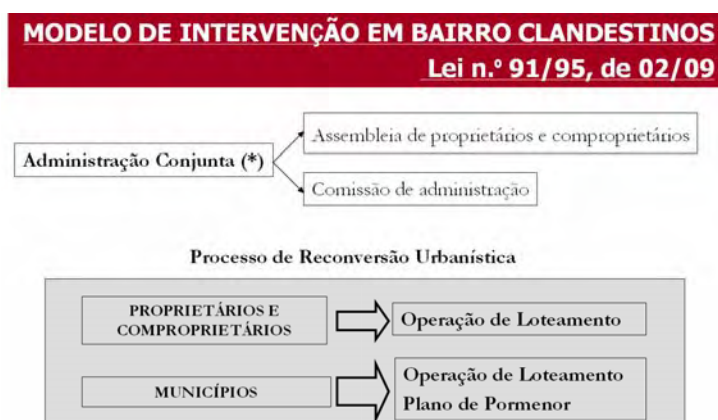 MODELO DE INTERVENÇÃO EM BAIRRO CLANDESTINOS
Lei n.º 91/95, de 02/09
Assembleia de proprietários e comproprietários
Administração Conjunta (*)
Comissão de administração
Processo de Reconversão Urbanística
PROPRIETÁRIOS E
COMPROPRIETÁRIOS
Operação de Loteamento
MUNICÍPIOS
Operação de Loteamento
Plano de Pormenor